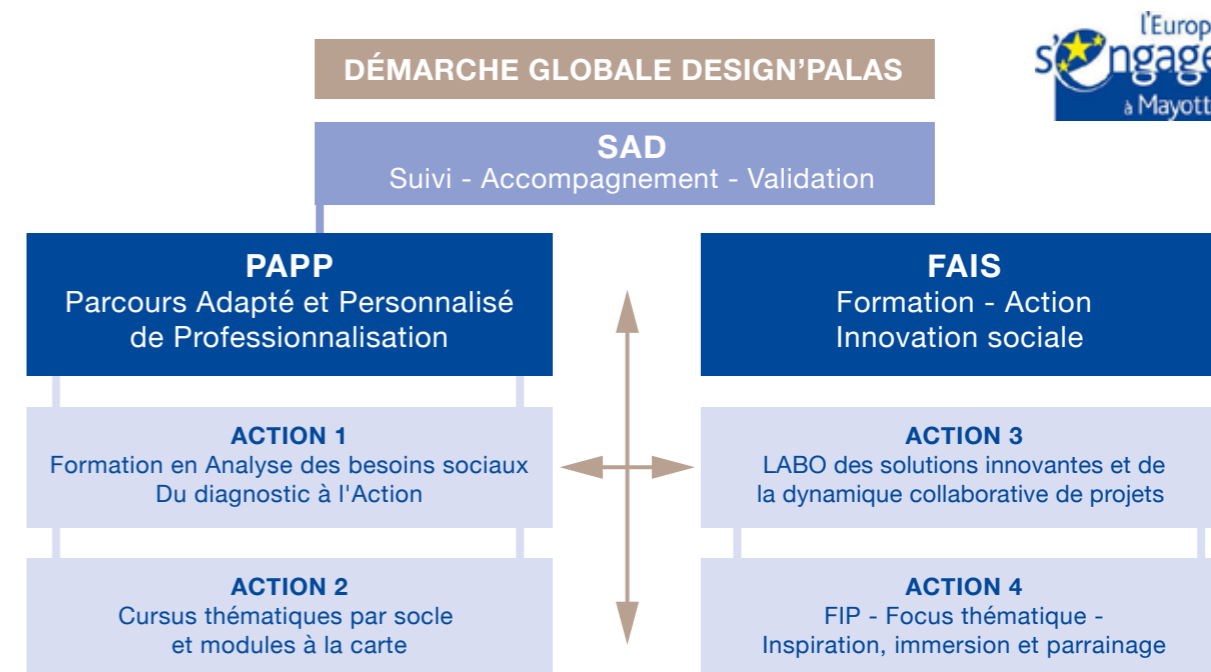 DÉMARCHE GLOBALE DESIGN'PALAS
l'Europ
s'engage
à Mayott
SAD
Suivi - Accompagnement - Validation
PAPP
Parcours Adapté et Personnalisé
de Professionnalisation
FAIS
Formation - Action
Innovation sociale
ACTION 1
Formation en Analyse des besoins sociaux
Du diagnostic à l'Action
ACTION 3
LABO des solutions innovantes et de
la dynamique collaborative de projets
ACTION 2
Cursus thématiques par socle
et modules à la carte
ACTION 4
FIP - Focus thématique -
Inspiration, immersion et parrainage